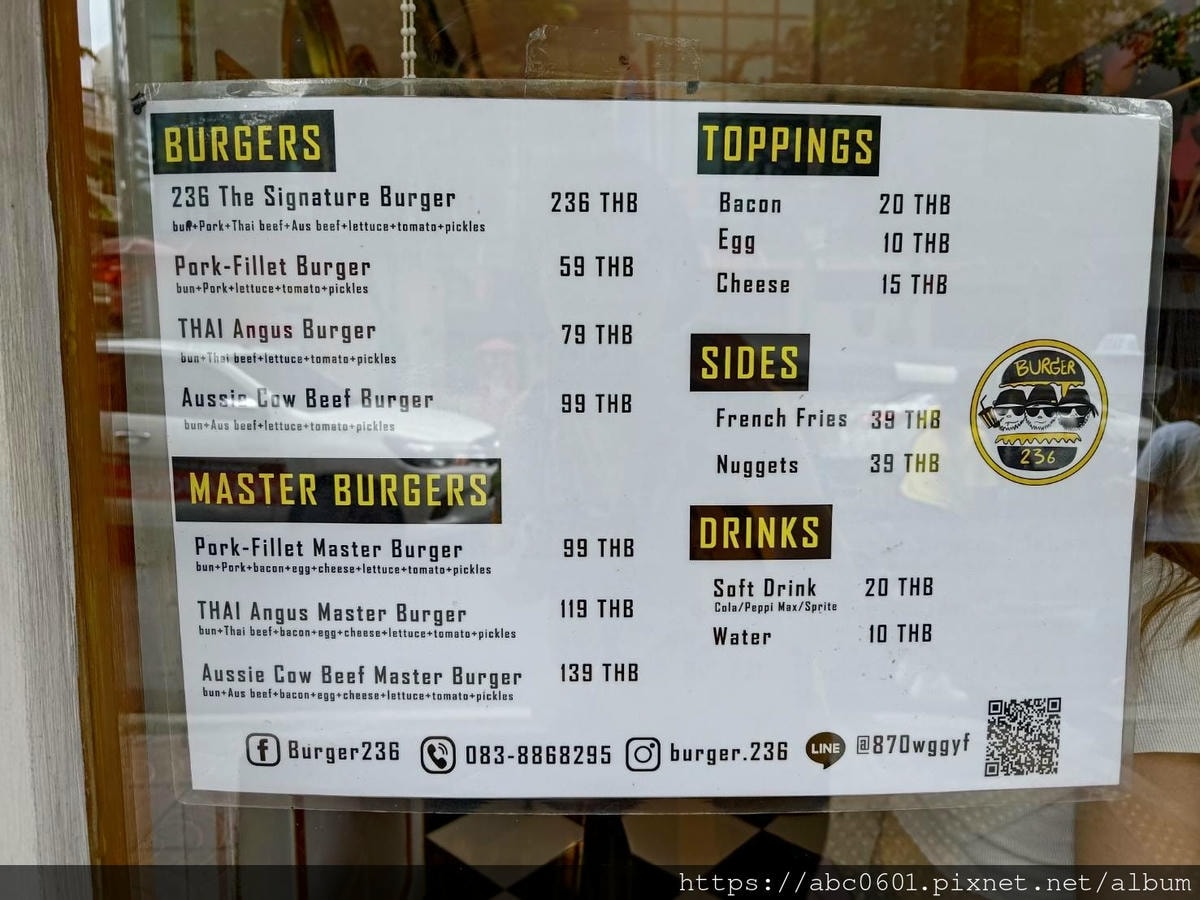 BURGERS
236 The Signature Burger 236 THB
bun+Pork+Thai beef+Aus beef+lettuce+tomato+pickles
Pork-Fillet Burger 59 THB
bun+Pork+lettuce+tomato+pickles
THAI Angus Burger 79 THB
bun+Thai beef+lettuce+tomato+pickles
Aussie Cow Beef Burger 99 THB
bun+Aus beef+lettuce+tomato+pickles
MASTER BURGERS
Pork-Fillet Master Burger 99 THB
bun+Pork+bacon+egg+cheese+lettuce+tomato+pickles
THAI Angus Master Burger 119 THB
bun+Thai beef+bacon+egg+cheese+lettuce+tomato+pickles
Aussie Cow Beef Master Burger 139 THB
bun+Aus beef+bacon+egg+cheese+lettuce+tomato+pickles
TOPPINGS
Bacon 20 THB
Egg 10 THB
Cheese 15 THB
SIDES
French Fries 39 THB
Nuggets 39 THB
BURGER
236
DRINKS
Soft Drink 20 THB
Cola/Peppi Max/Sprite
Water 10 THB
Burger236 083-8868295 burger.236 LINE @870wggyf
https://abc0601.pixnet.net/album